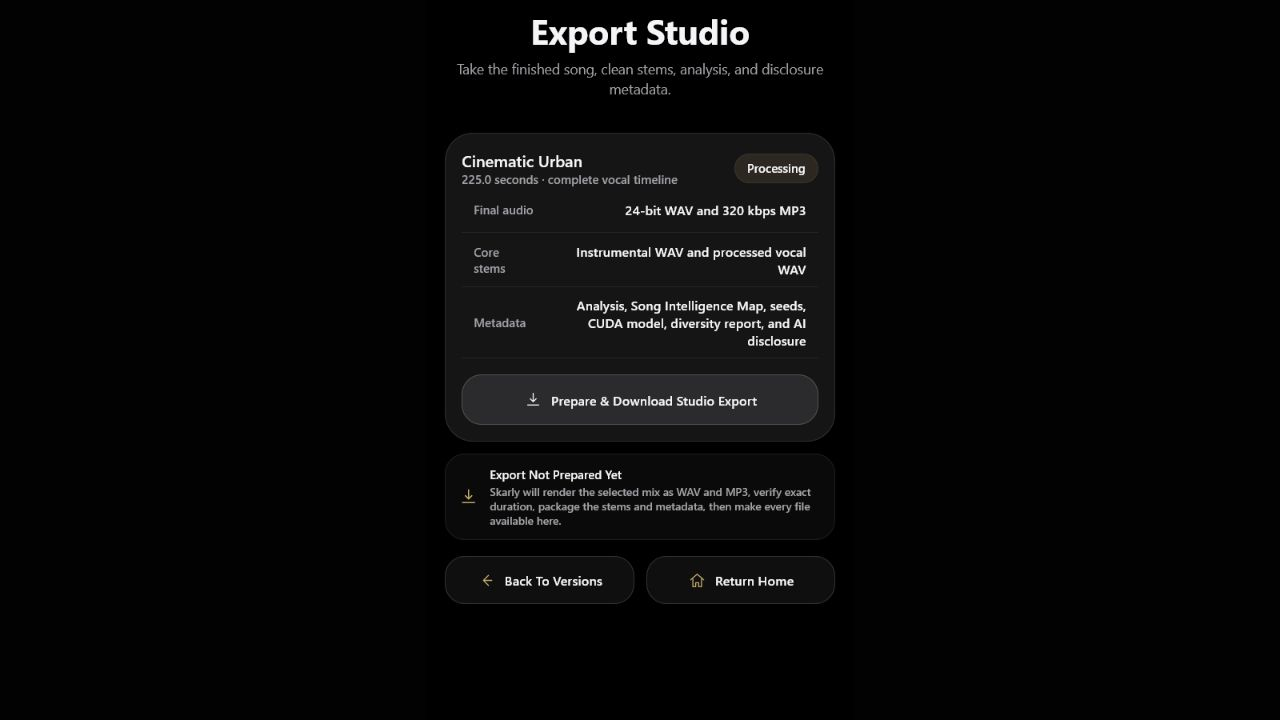 Export Studio
Take the finished song, clean stems, analysis, and disclosure
metadata.
Cinematic Urban
225.0 seconds · complete vocal timeline
Processing
Final audio
24-bit WAV and 320 kbps MP3
Core
stems
Instrumental WAV and processed vocal
WAV
Metadata
Analysis, Song Intelligence Map, seeds,
CUDA model, diversity report, and AI
disclosure
Prepare & Download Studio Export
Export Not Prepared Yet
Skarly will render the selected mix as WAV and MP3, verify exact
duration, package the stems and metadata, then make every file
available here.
Back To Versions
Return Home